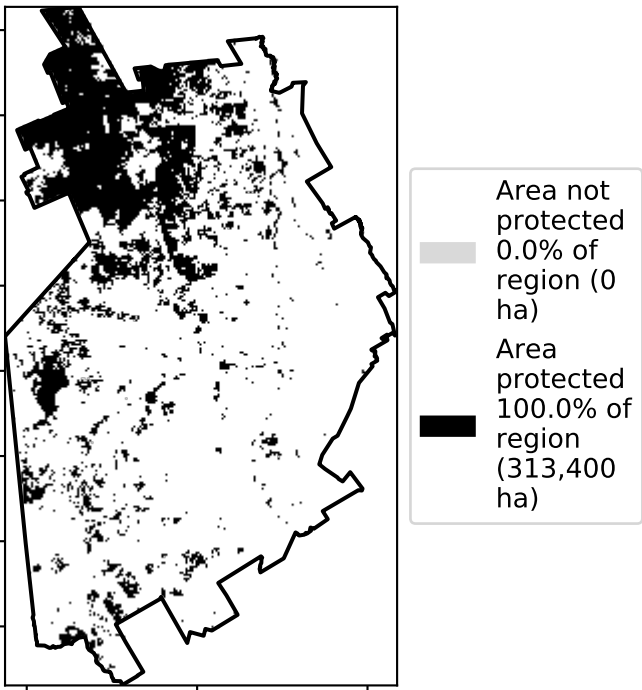 Area not
protected
0.0% of
region (0
ha)
Area
protected
100.0% of
region
(313,400
ha)